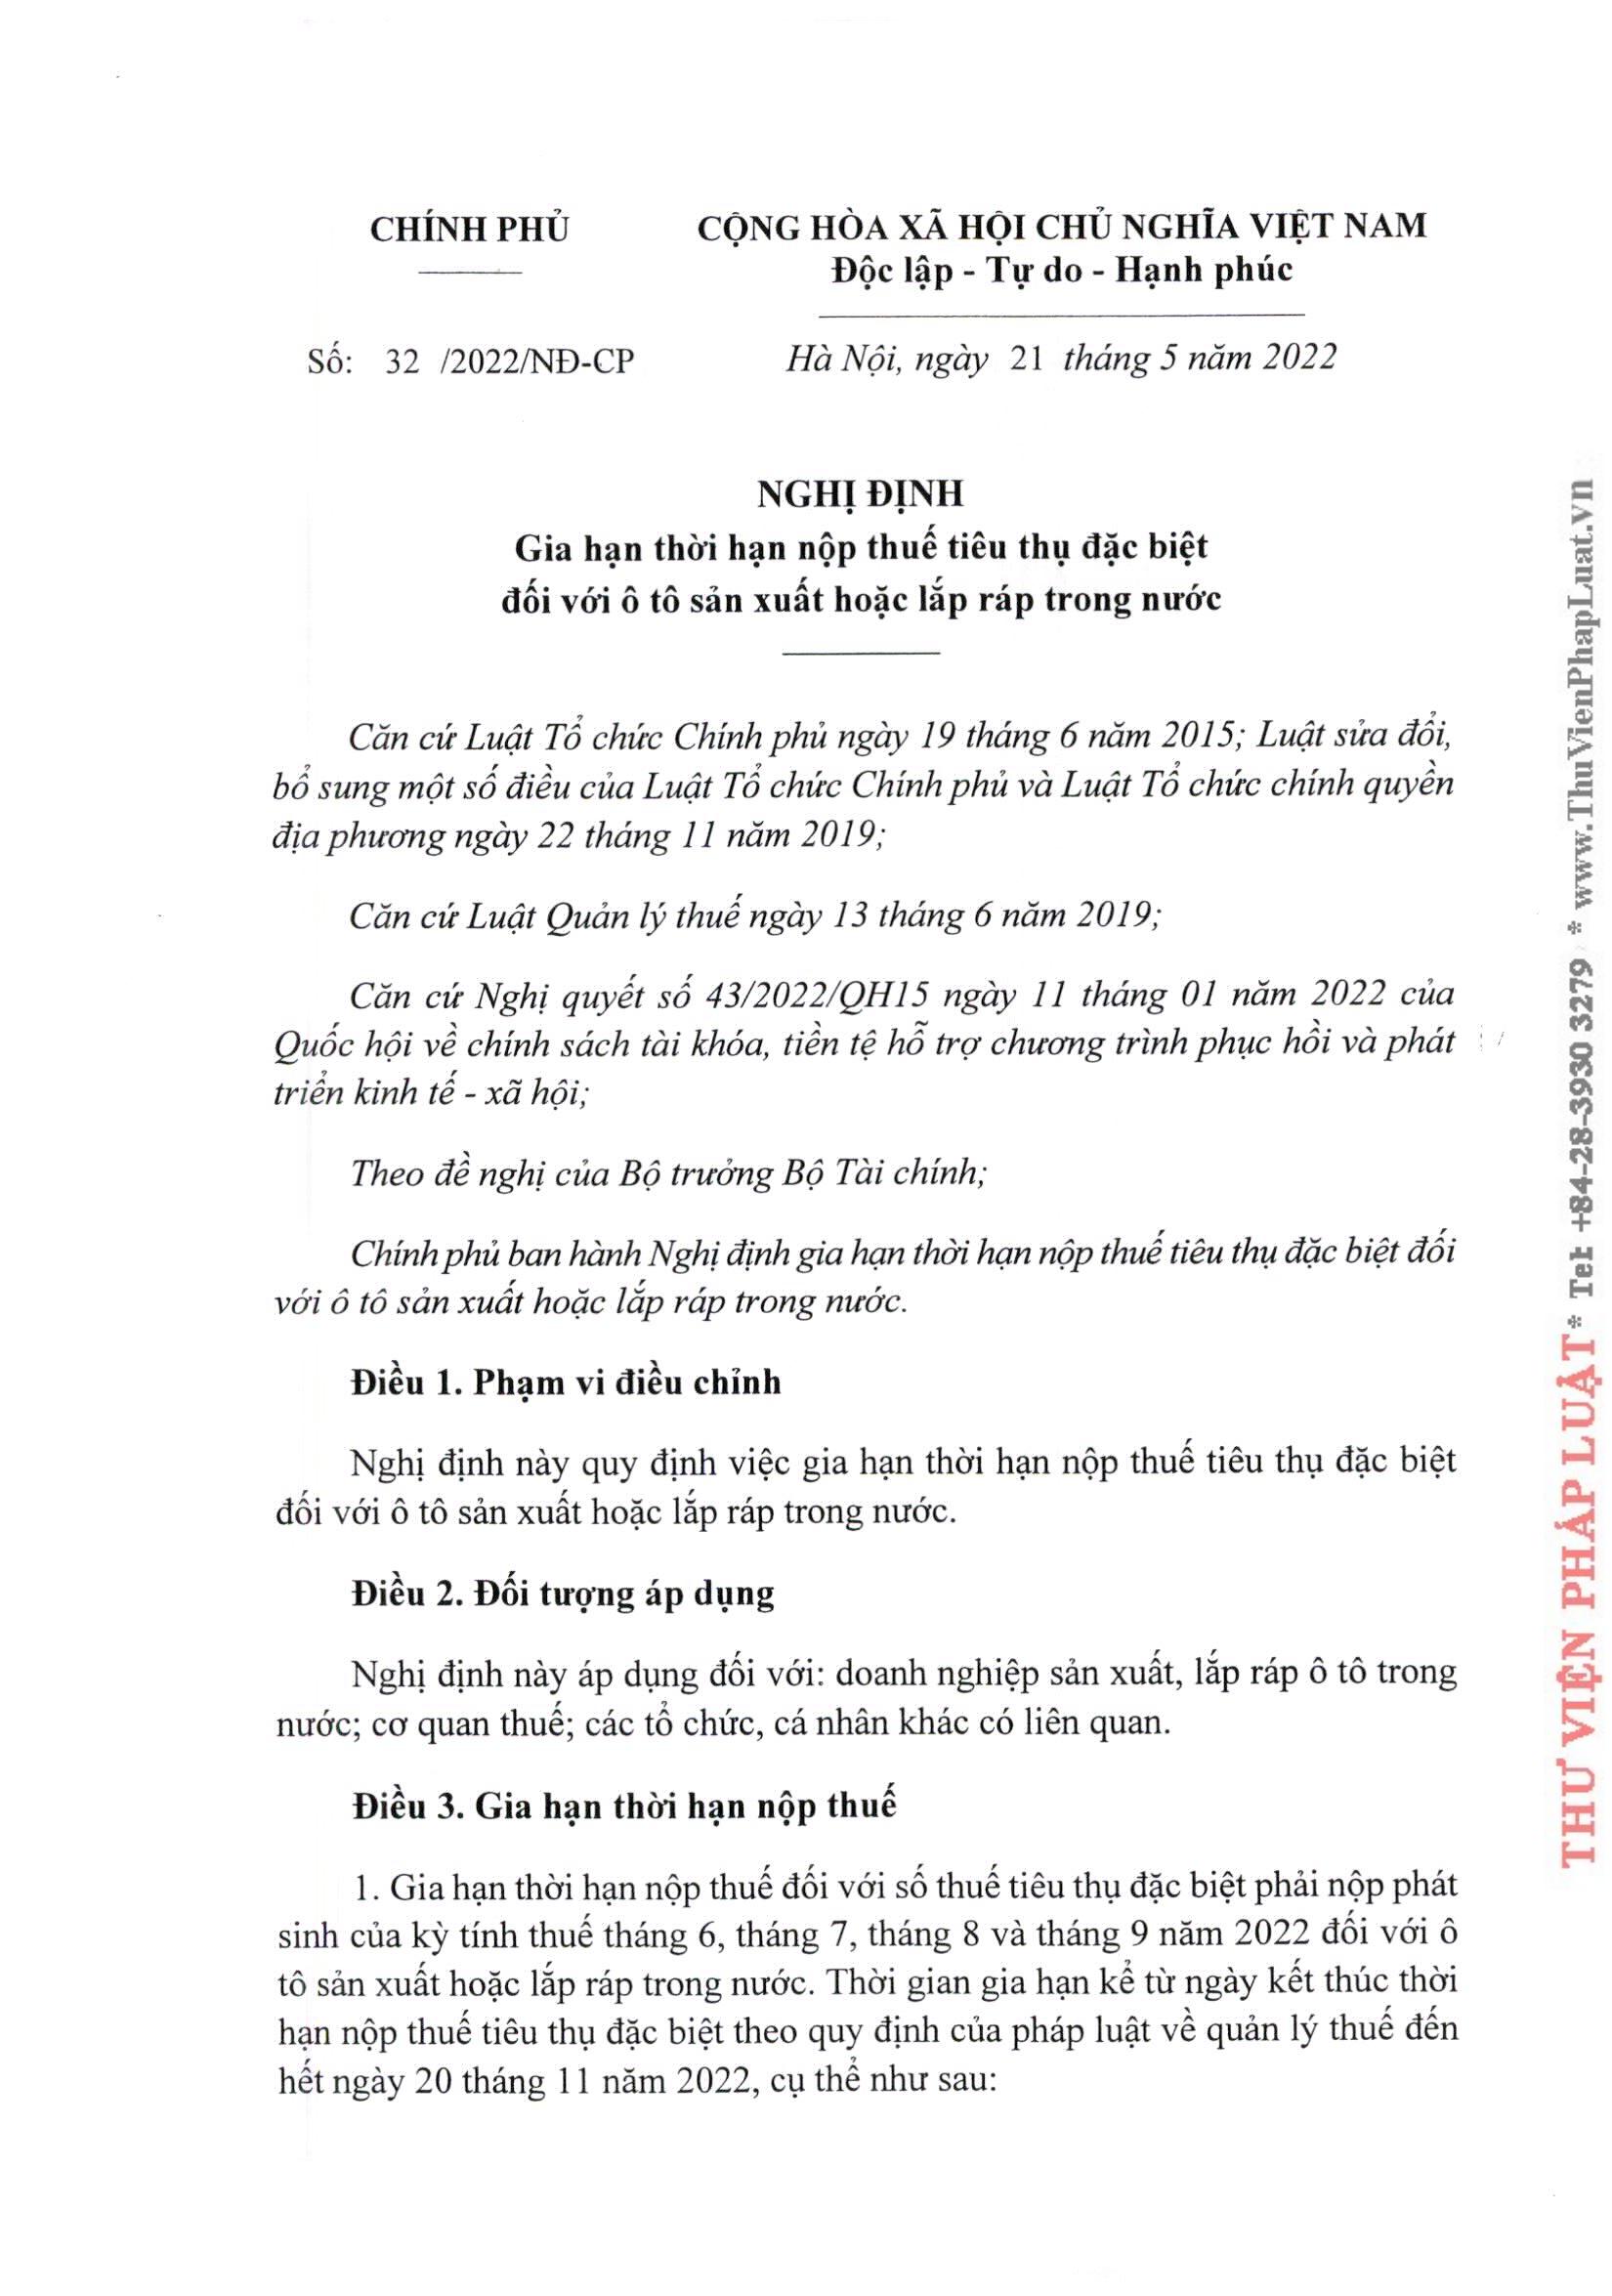 CHÍNH PHỦ
CỘNG HÒA XÃ HỘI CHỦ NGHĨA VIỆT NAM
Độc lập - Tự do - Hạnh phúc
Số: 32 /2022/NĐ-CP
Hà Nội, ngày 21 tháng 5 năm 2022
NGHỊ ĐỊNH
Gia hạn thời hạn nộp thuế tiêu thụ đặc biệt
đối với ô tô sản xuất hoặc lắp ráp trong nước
Căn cứ Luật Tổ chức Chính phủ ngày 19 tháng 6 năm 2015; Luật sửa đổi,
bổ sung một số điều của Luật Tổ chức Chính phủ và Luật Tổ chức chính quyền
địa phương ngày 22 tháng 11 năm 2019;
Căn cứ Luật Quản lý thuế ngày 13 tháng 6 năm 2019;
Căn cứ Nghị quyết số 43/2022/QH15 ngày 11 tháng 01 năm 2022 của
Quốc hội về chính sách tài khóa, tiền tệ hỗ trợ chương trình phục hồi và phát
triển kinh tế - xã hội;
Theo đề nghị của Bộ trưởng Bộ Tài chính;
Chính phủ ban hành Nghị định gia hạn thời hạn nộp thuế tiêu thụ đặc biệt đối
với ô tô sản xuất hoặc lắp ráp trong nước.
Điều 1. Phạm vi điều chỉnh
Nghị định này quy định việc gia hạn thời hạn nộp thuế tiêu thụ đặc biệt
đối với ô tô sản xuất hoặc lắp ráp trong nước.
Điều 2. Đối tượng áp dụng
Nghị định này áp dụng đối với: doanh nghiệp sản xuất, lắp ráp ô tô trong
nước; cơ quan thuế; các tổ chức, cá nhân khác có liên quan.
Điều 3. Gia hạn thời hạn nộp thuế
1. Gia hạn thời hạn nộp thuế đối với số thuế tiêu thụ đặc biệt phải nộp phát
sinh của kỳ tính thuế tháng 6, tháng 7, tháng 8 và tháng 9 năm 2022 đối với ô
tô sản xuất hoặc lắp ráp trong nước. Thời gian gia hạn kể từ ngày kết thúc thời
hạn nộp thuế tiêu thụ đặc biệt theo quy định của pháp luật về quản lý thuế đến
hết ngày 20 tháng 11 năm 2022, cụ thể như sau:
THƯ VIỆN PHÁP LUẬT * Tel: +84-28-3930 3279 * www.ThuVienPhapLuat.vn